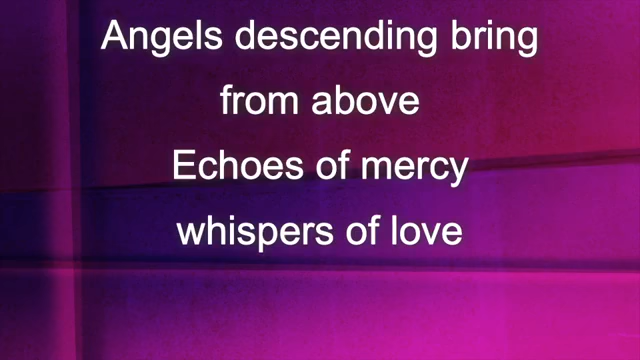 Angels descending bring
from above
Echoes of mercy
whispers of love